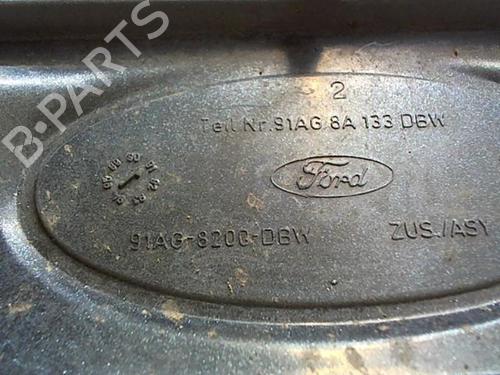 B-PARTS
2
Teil Nr. 91AG 8A 133 DBW
Ford
91AG-8200-DBW
ZUS./ASY